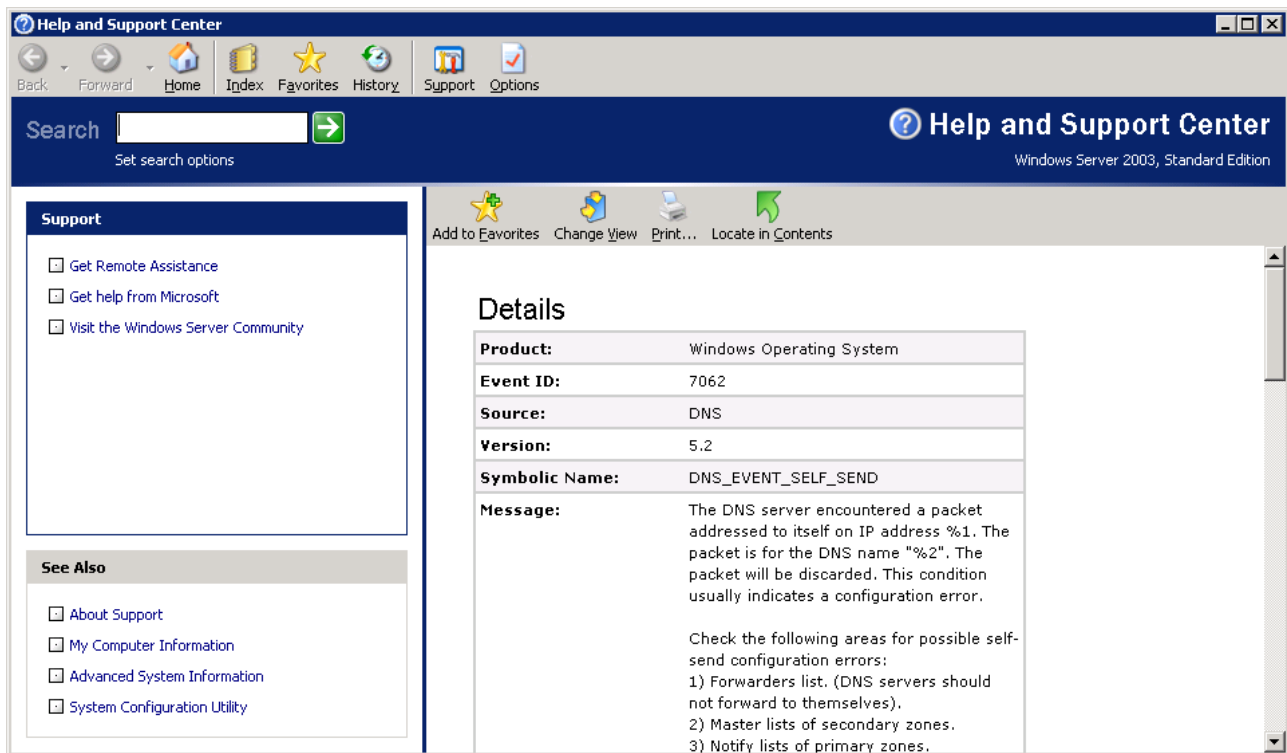 Help and Support Center
Back
Forward
Home
Index
Favorites
History
Support
Options
Search
Set search options
Help and Support Center
Windows Server 2003, Standard Edition
Support
Get Remote Assistance
Get help from Microsoft
Visit the Windows Server Community
See Also
About Support
My Computer Information
Advanced System Information
System Configuration Utility
Add to Favorites
Change View
Print...
Locate in Contents
Details
Product: Windows Operating System
Event ID: 7062
Source: DNS
Version: 5.2
Symbolic Name: DNS_EVENT_SELF_SEND
Message: The DNS server encountered a packet
addressed to itself on IP address %1. The
packet is for the DNS name "%2". The
packet will be discarded. This condition
usually indicates a configuration error.
Check the following areas for possible self-
send configuration errors:
1) Forwarders list. (DNS servers should
not forward to themselves).
2) Master lists of secondary zones.
3) Notify lists of primary zones.